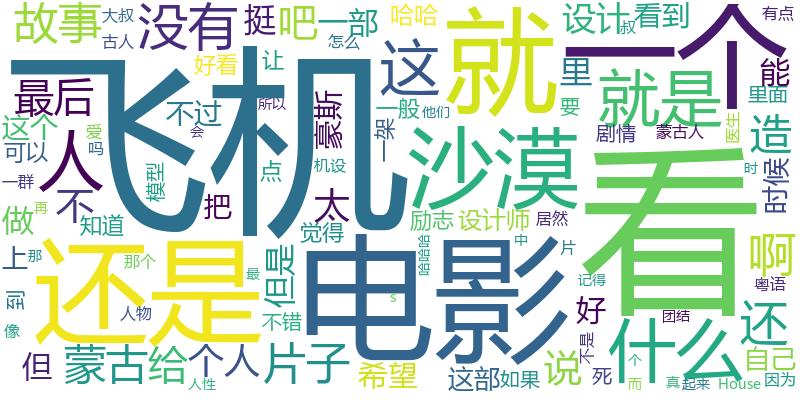 故事
大叔
古人
没有
挺
吧
一部
哈哈
怎么
这
就
设计
叔
看到
一个
有点
能
飞机
好看
让
最后
不过
所以
豪斯
一般
他们
里
要
就是
里面
这个
爱
吗
会
一架
沙漠
剧情
蒙古人
医生
造
可以
人
模型
点
机设
时
时候
一群
不
把
太
看
做
再
知道
觉得
励志
设计师
居然
上
那
还是
那个
但是
电影
哈哈哈
中
片
啊
最
记得
粤语
到
人物
不错
s
好
团结
还
像
不是
什么
但
蒙古
给
个人
片子
希望
这部
如果
说
死
个
自己
人性
而
真
起来
House
因为